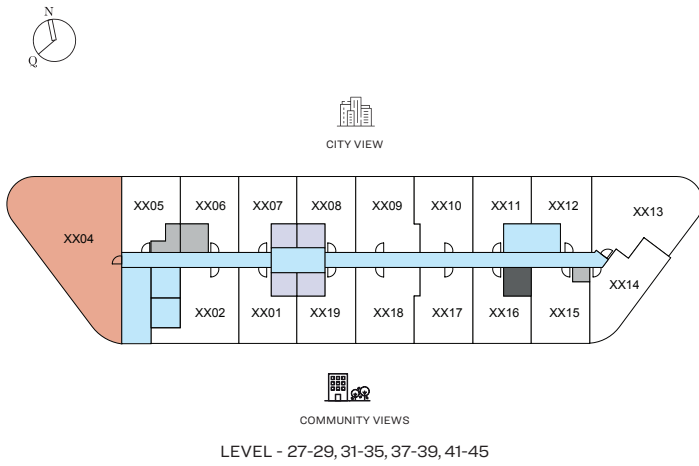 N
Q
CITY VIEW
XX05 XX06 XX07 XX08 XX09 XX10 XX11 XX12 XX13
XX04
XX14
XX02 XX01 XX19 XX18 XX17 XX16 XX15
COMMUNITY VIEWS
LEVEL - 27-29, 31-35, 37-39, 41-45